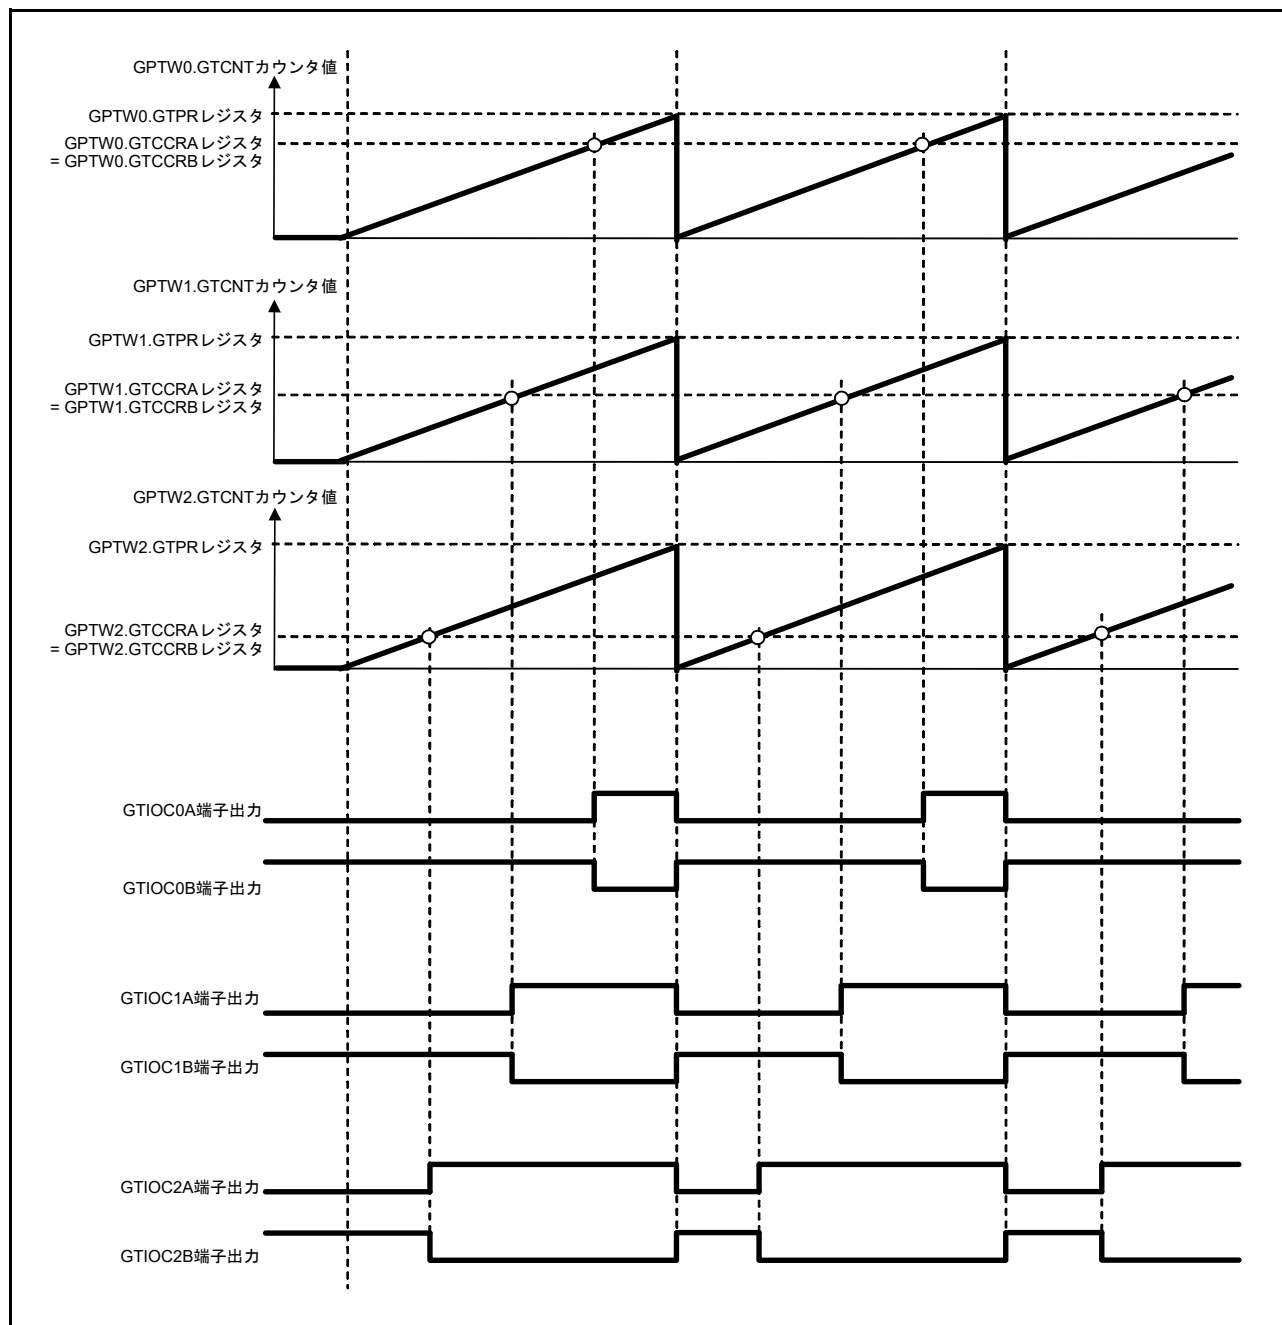 GPTW0.GTCNTカウンタ値
GPTW0.GTPRレジスタ
GPTW0.GTCCRAレジスタ
= GPTW0.GTCCRBレジスタ
GPTW1.GTCNTカウンタ値
GPTW1.GTPRレジスタ
GPTW1.GTCCRAレジスタ
= GPTW1.GTCCRBレジスタ
GPTW2.GTCNTカウンタ値
GPTW2.GTPRレジスタ
GPTW2.GTCCRAレジスタ
= GPTW2.GTCCRBレジスタ
GTIOC0A端子出力
GTIOC0B端子出力
GTIOC1A端子出力
GTIOC1B端子出力
GTIOC2A端子出力
GTIOC2B端子出力